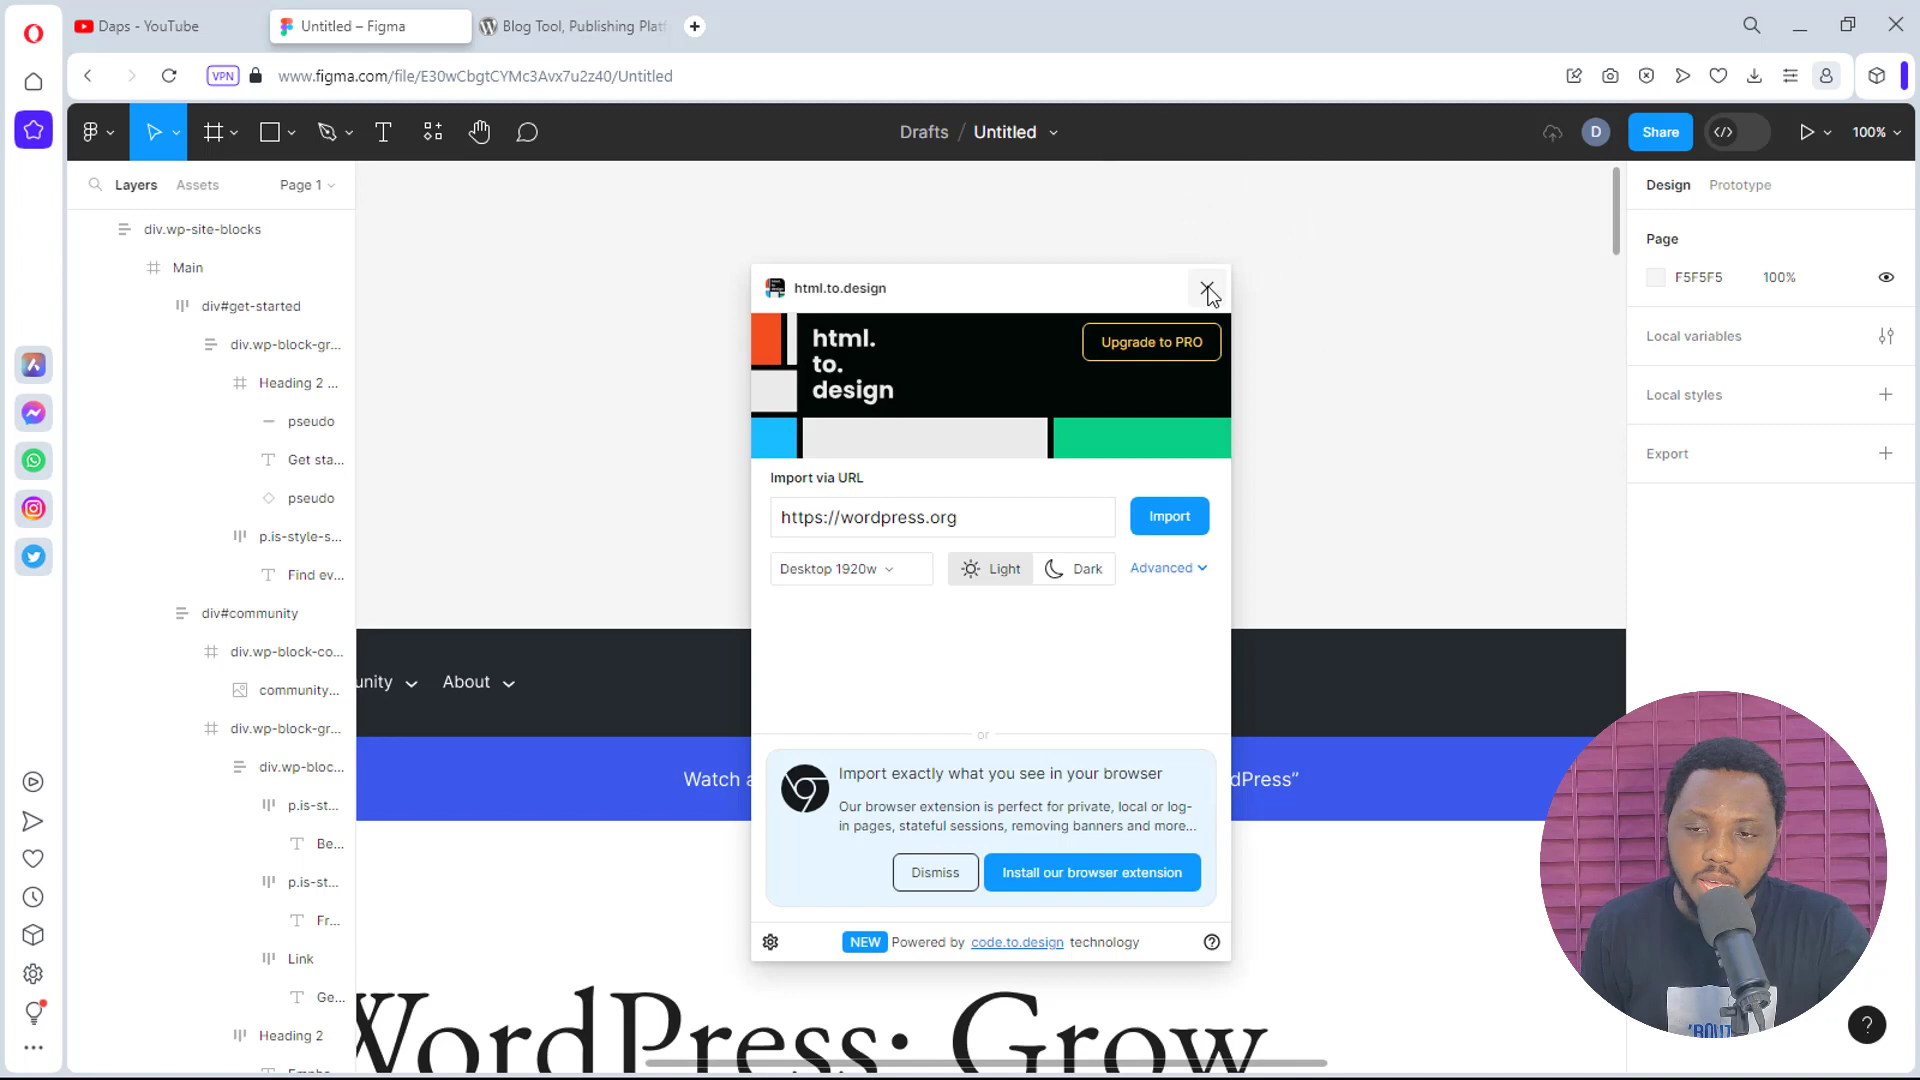 Daps - YouTube
Untitled – Figma
Blog Tool, Publishing Platf
VPN
www.figma.com/file/E30wCbgtCYMc3Avx7u2z40/Untitled
Drafts / Untitled
D
Share
100%
Layers
Assets
Page 1
div.wp-site-blocks
Main
div#get-started
div.wp-block-gr...
Heading 2 ...
pseudo
Get sta...
pseudo
p.is-style-s...
Find ev...
div#community
div.wp-block-co...
community...
div.wp-block-gr...
div.wp-bloc...
p.is-st...
Be...
p.is-st...
Fr...
Link
Ge...
Heading 2
html.to.design
html.
to.
design
Upgrade to PRO
Import via URL
https://wordpress.org
Import
Desktop 1920w
Light
Dark
Advanced
or
Import exactly what you see in your browser
Our browser extension is perfect for private, local or log-
in pages, stateful sessions, removing banners and more...
Dismiss
Install our browser extension
NEW Powered by code.to.design technology
unity
About
Watch a
dPress”
WordPress: Grow
Design
Prototype
Page
F5F5F5
100%
Local variables
Local styles
Export
?